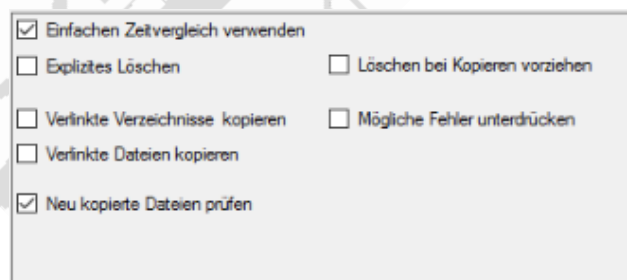 Einfachen Zeitvergleich verwenden
Explizites Löschen
Löschen bei Kopieren vorziehen
Verlinkte Verzeichnisse kopieren
Mögliche Fehler unterdrücken
Verlinkte Dateien kopieren
Neu kopierte Dateien prüfen